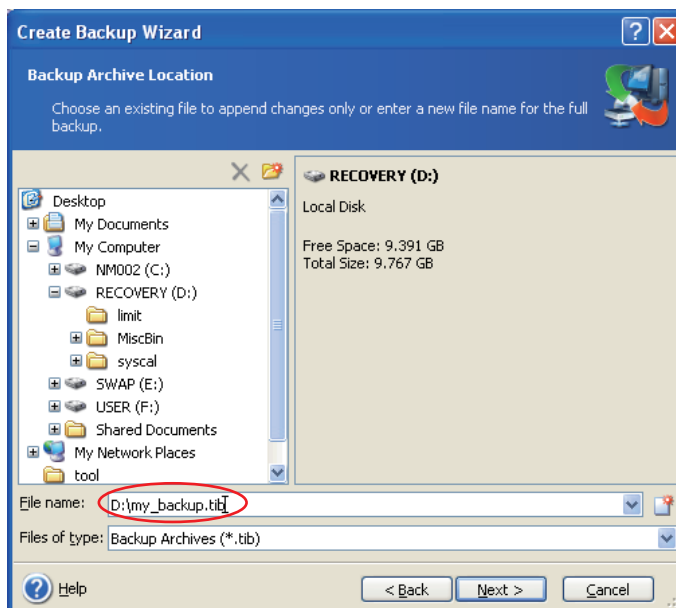 Create Backup Wizard
Backup Archive Location
Choose an existing file to append changes only or enter a new file name for the full
backup.
Desktop
My Documents
My Computer
NM002 (C:)
RECOVERY (D:)
limit
MiscBin
syscal
SWAP (E:)
USER (F:)
Shared Documents
My Network Places
tool
RECOVERY (D:)
Local Disk
Free Space: 9.391 GB
Total Size: 9.767 GB
File name: D:\my_backup.tib
Files of type: Backup Archives (*.tib)
Help
< Back
Next >
Cancel